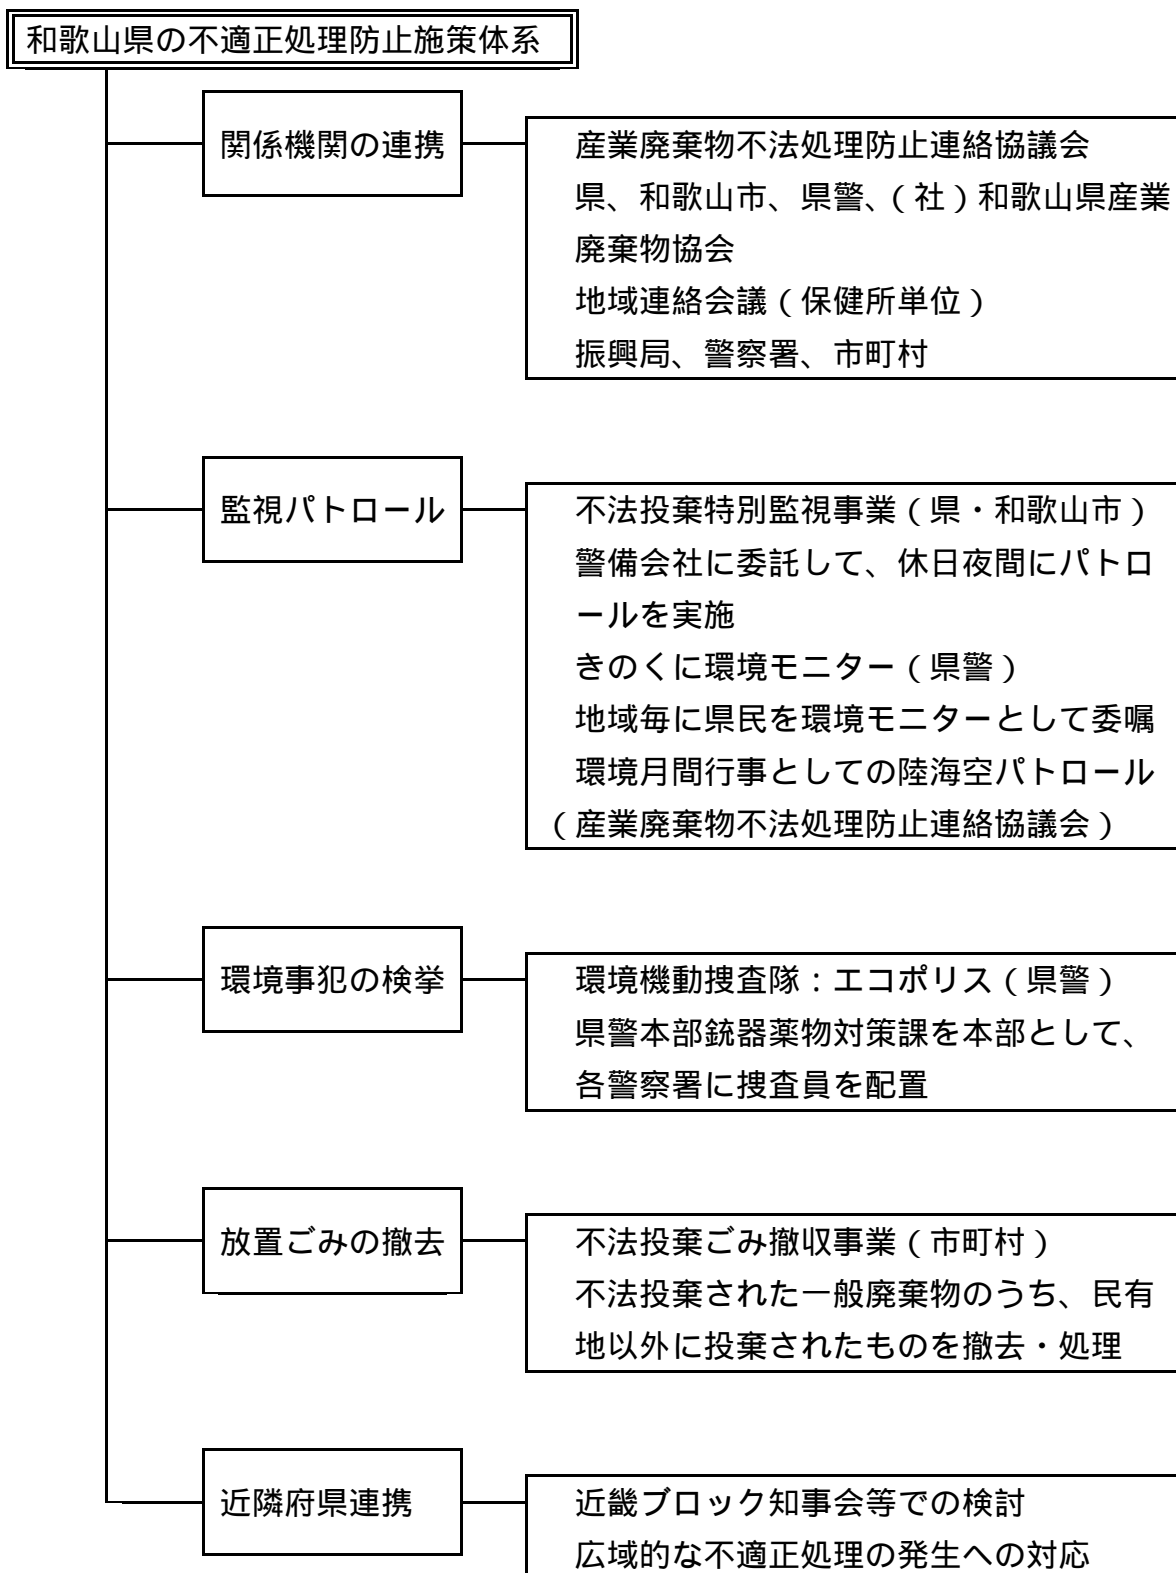 和歌山県の不適正処理防止施策体系
関係機関の連携
産業廃棄物不法処理防止連絡協議会
県、和歌山市、県警、(社)和歌山県産業
廃棄物協会
地域連絡会議(保健所単位)
振興局、警察署、市町村
監視パトロール
不法投棄特別監視事業(県・和歌山市)
警備会社に委託して、休日夜間にパトロ
ールを実施
きのくに環境モニター(県警)
地域毎に県民を環境モニターとして委嘱
環境月間行事としての陸海空パトロール
(産業廃棄物不法処理防止連絡協議会)
環境事犯の検挙
環境機動捜査隊:エコポリス(県警)
県警本部銃器薬物対策課を本部として、
各警察署に捜査員を配置
放置ごみの撤去
不法投棄ごみ撤収事業(市町村)
不法投棄された一般廃棄物のうち、民有
地以外に投棄されたものを撤去・処理
近隣府県連携
近畿ブロック知事会等での検討
広域的な不適正処理の発生への対応